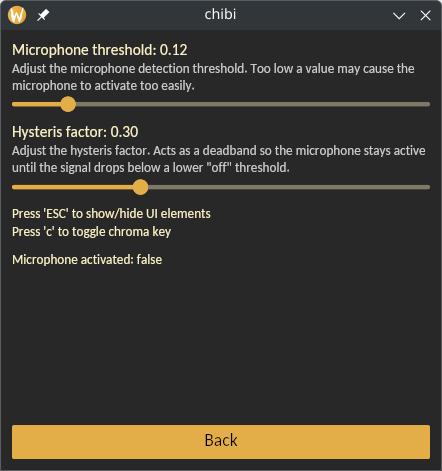 chibi
Microphone threshold: 0.12
Adjust the microphone detection threshold. Too low a value may cause the
microphone to activate too easily.
Hysteris factor: 0.30
Adjust the hysteris factor. Acts as a deadband so the microphone stays active
until the signal drops below a lower "off" threshold.
Press 'ESC' to show/hide UI elements
Press 'c' to toggle chroma key
Microphone activated: false
Back